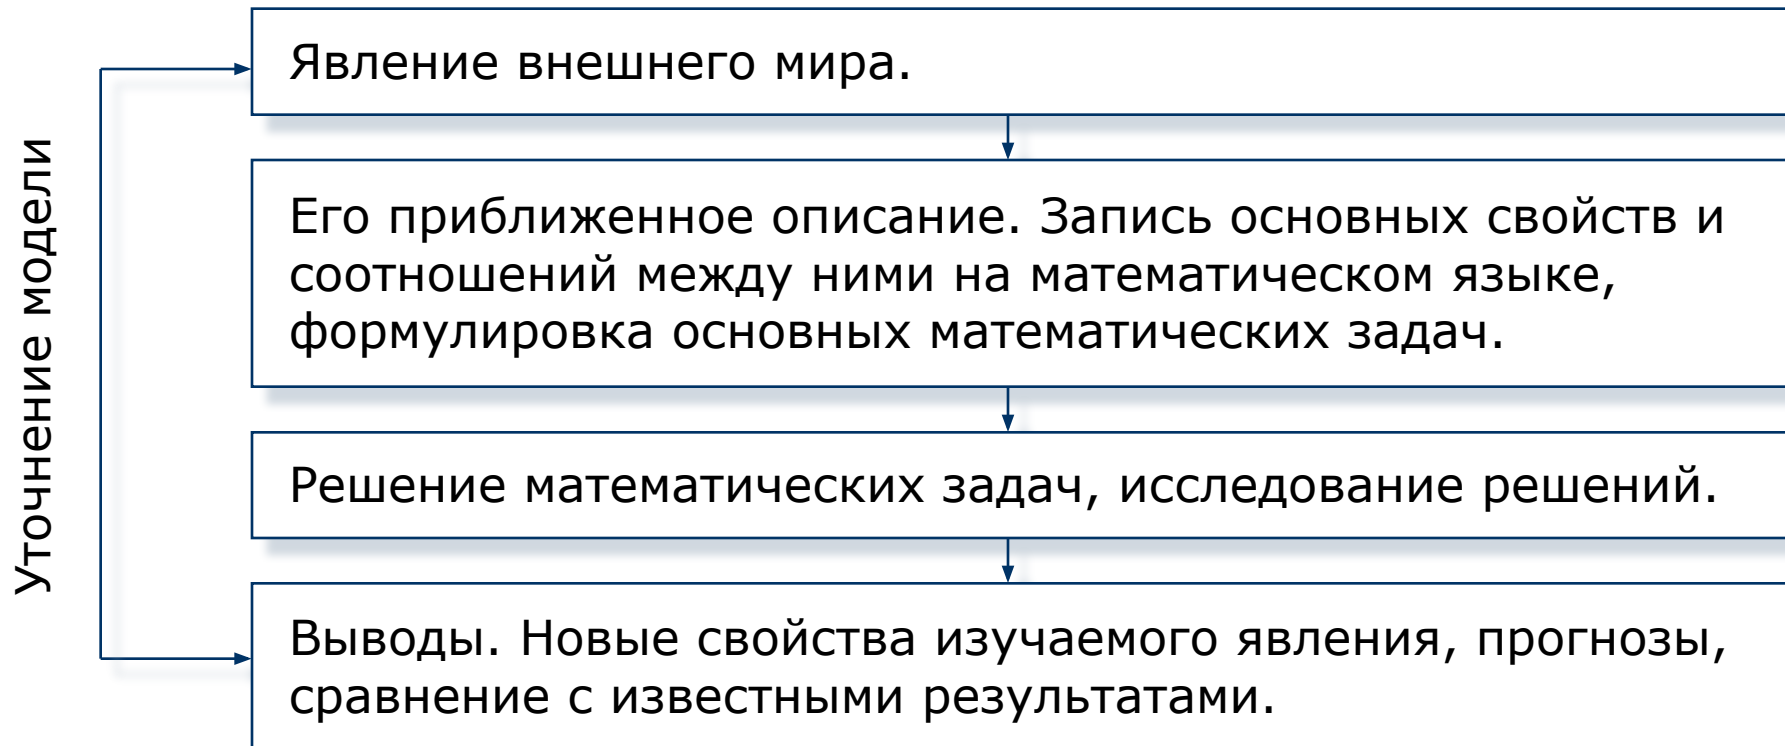 Уточнение модели
Явление внешнего мира.
Его приближенное описание. Запись основных свойств и
соотношений между ними на математическом языке,
формулировка основных математических задач.
Решение математических задач, исследование решений.
Выводы. Новые свойства изучаемого явления, прогнозы,
сравнение с известными результатами.